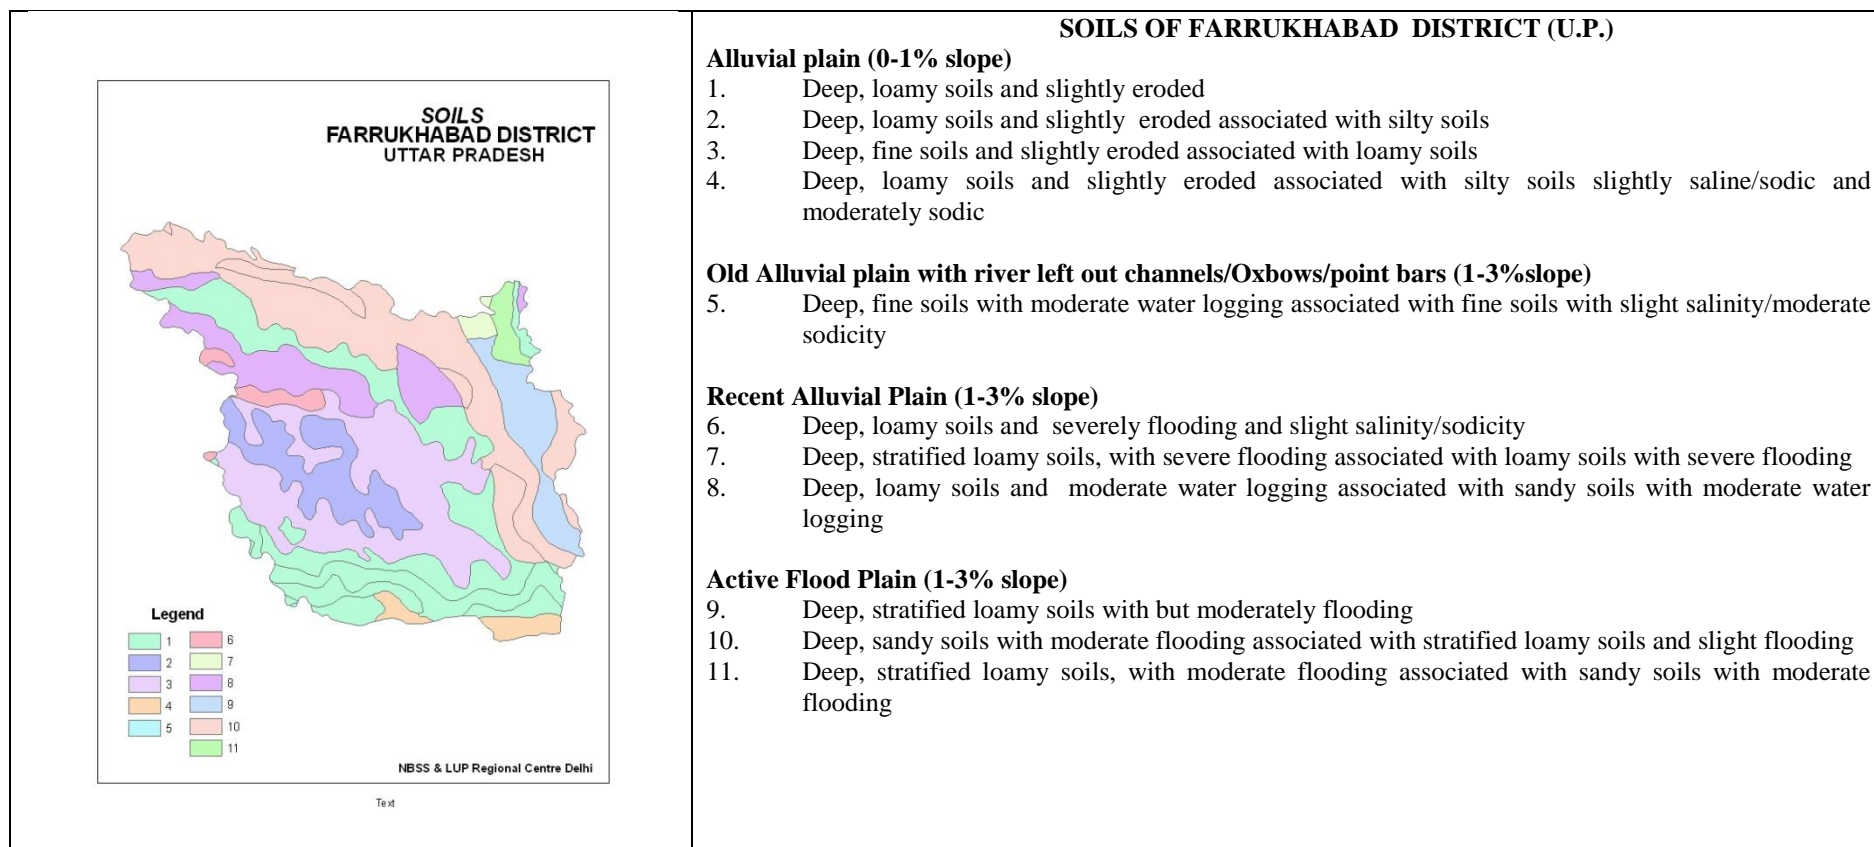 SOILS
FARRUKHABAD DISTRICT
UTTAR PRADESH
Legend
1
2
3
4
5
6
7
8
9
10
11
NBSS & LUP Regional Centre Delhi
Text
SOILS OF FARRUKHABAD DISTRICT (U.P.)
Alluvial plain (0-1% slope)
1. Deep, loamy soils and slightly eroded
2. Deep, loamy soils and slightly eroded associated with silty soils
3. Deep, fine soils and slightly eroded associated with loamy soils
4. Deep, loamy soils and slightly eroded associated with silty soils slightly saline/sodic and
moderately sodic
Old Alluvial plain with river left out channels/Oxbows/point bars (1-3%slope)
5. Deep, fine soils with moderate water logging associated with fine soils with slight salinity/moderate
sodicity
Recent Alluvial Plain (1-3% slope)
6. Deep, loamy soils and severely flooding and slight salinity/sodicity
7. Deep, stratified loamy soils, with severe flooding associated with loamy soils with severe flooding
8. Deep, loamy soils and moderate water logging associated with sandy soils with moderate water
logging
Active Flood Plain (1-3% slope)
9. Deep, stratified loamy soils with but moderately flooding
10. Deep, sandy soils with moderate flooding associated with stratified loamy soils and slight flooding
11. Deep, stratified loamy soils, with moderate flooding associated with sandy soils with moderate
flooding